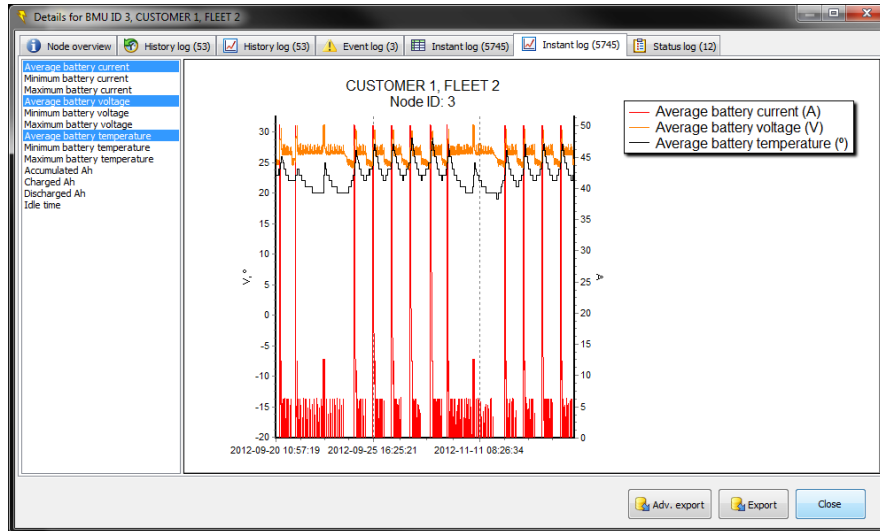 Details for BMU ID 3, CUSTOMER 1, FLEET 2
Node overview
History log (53)
History log (53)
Event log (3)
Instant log (5745)
Instant log (5745)
Status log (12)
Average battery current
Minimum battery current
Maximum battery current
Average battery voltage
Minimum battery voltage
Maximum battery voltage
Average battery temperature
Minimum battery temperature
Maximum battery temperature
Accumulated Ah
Charged Ah
Discharged Ah
Idle time
CUSTOMER 1, FLEET 2
Node ID: 3
Average battery current (A)
Average battery voltage (V)
Average battery temperature (º)
30
25
20
15
10
5
0
-5
-10
-15
-20
V, º
50
45
40
35
30
25
20
15
10
5
0
A
2012-09-20 10:57:19
2012-09-25 16:25:21
2012-11-11 08:26:34
Adv. export
Export
Close